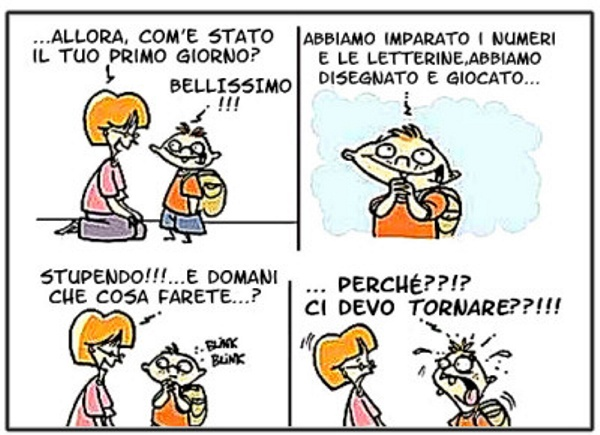 ...ALLORA, COM'E STATO
IL TUO PRIMO GIORNO?
BELLISSIMO
!!!
ABBIAMO IMPARATO I NUMERI
E LE LETTERINE,ABBIAMO
DISEGNATO E GIOCATO...
STUPENDO!!!...E DOMANI
CHE COSA FARETE...?
BLINK
BLINK
... PERCHÉ??!?
CI DEVO TORNARE??!!!